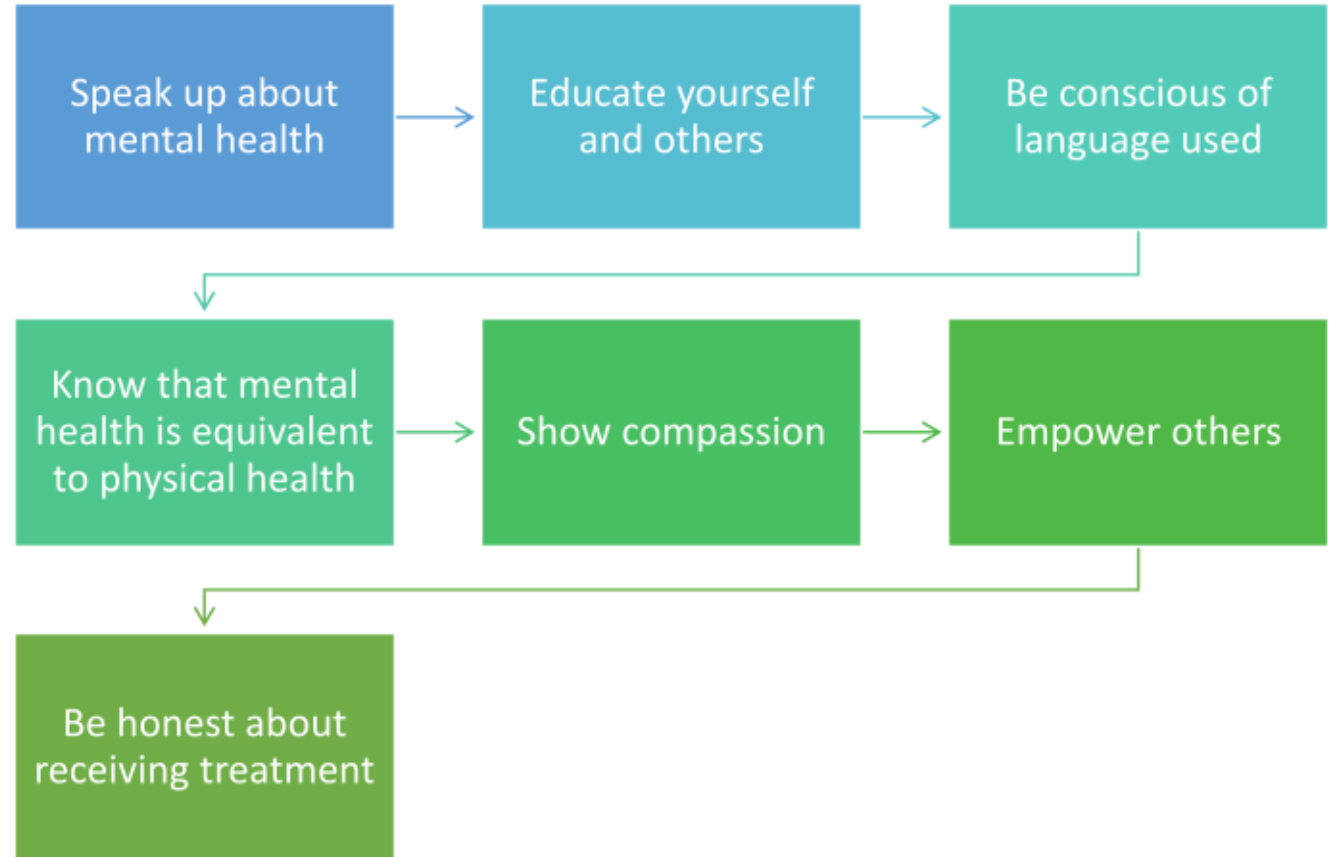 Speak up about
mental health
Educate yourself
and others
Be conscious of
language used
Know that mental
health is equivalent
to physical health
Show compassion
Empower others
Be honest about
receiving treatment